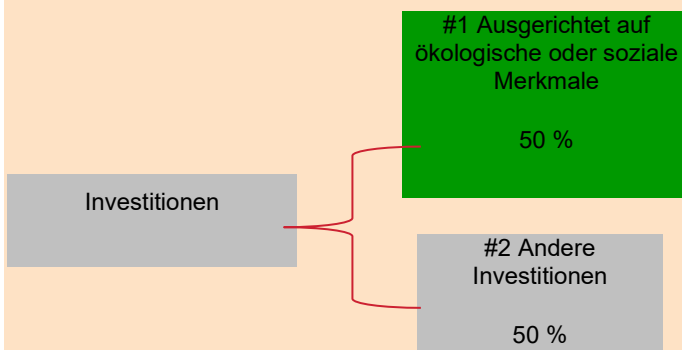 #1 Ausgerichtet auf
ökologische oder soziale
Merkmale
50 %
Investitionen
#2 Andere
Investitionen
50 %